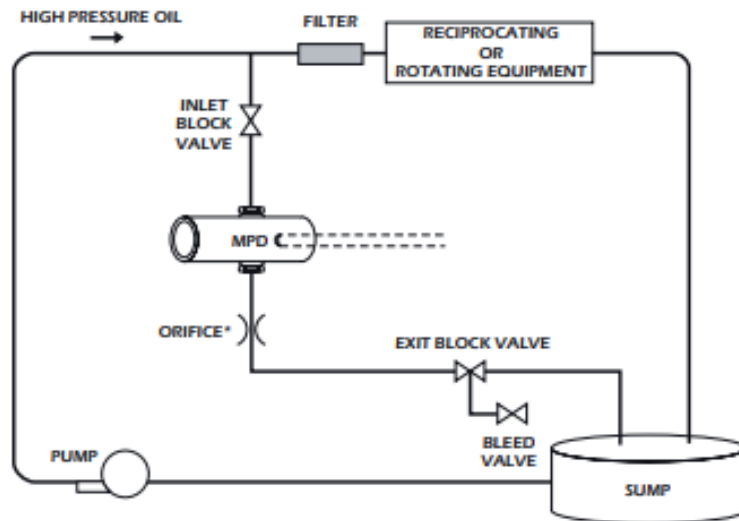 HIGH PRESSURE OIL
FILTER
RECIPROCATING
OR
ROTATING EQUIPMENT
INLET
BLOCK
VALVE
MPD
ORIFICE*
EXIT BLOCK VALVE
BLEED
VALVE
PUMP
SUMP